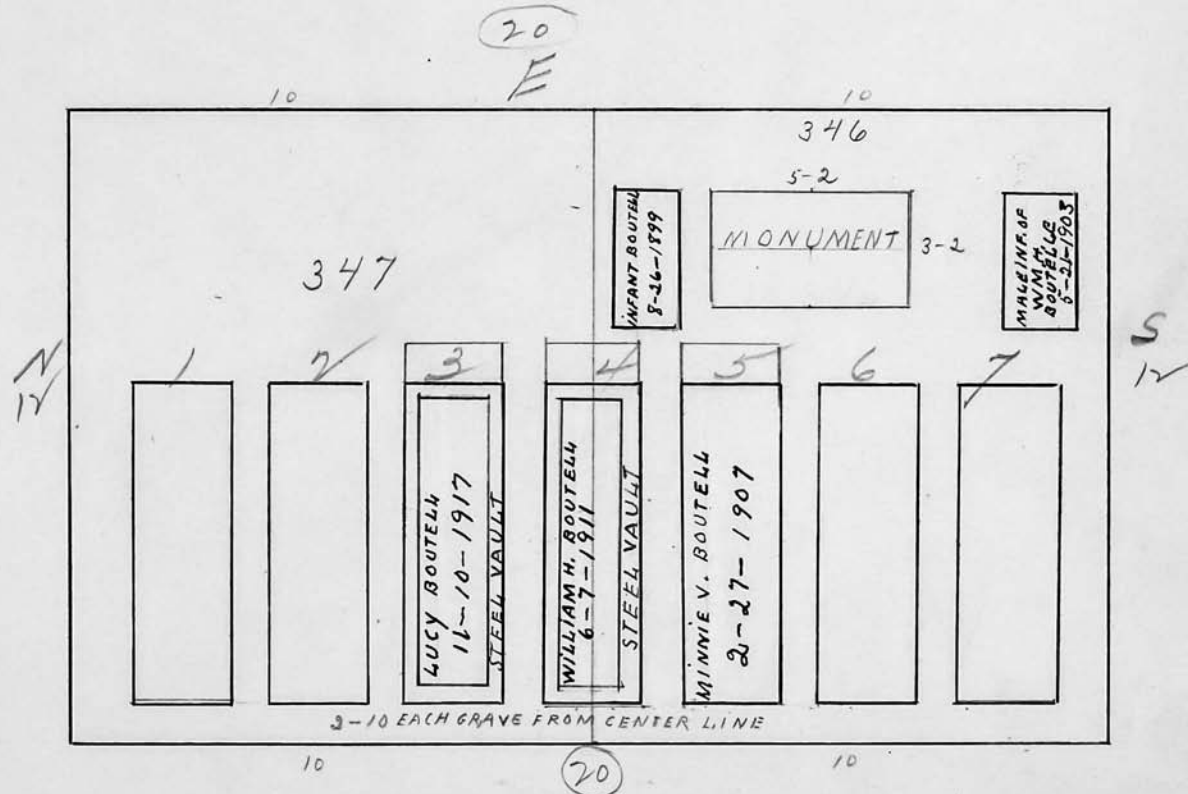 20
E
10
10
346
5-2
INFANT BOUTELL
8-26-1899
MONUMENT
3-2
MALE INF. OF
WM H.
BOUTELLE
5-21-1903
347
N
12
S
12
1
2
3
4
5
6
7
LUCY BOUTELL
11-10-1917
STEEL VAULT
WILLIAM H. BOUTELL
6-7-1911
STEEL VAULT
MINNIE V. BOUTELL
2-27-1907
2-10 EACH GRAVE FROM CENTER LINE
10
20
10